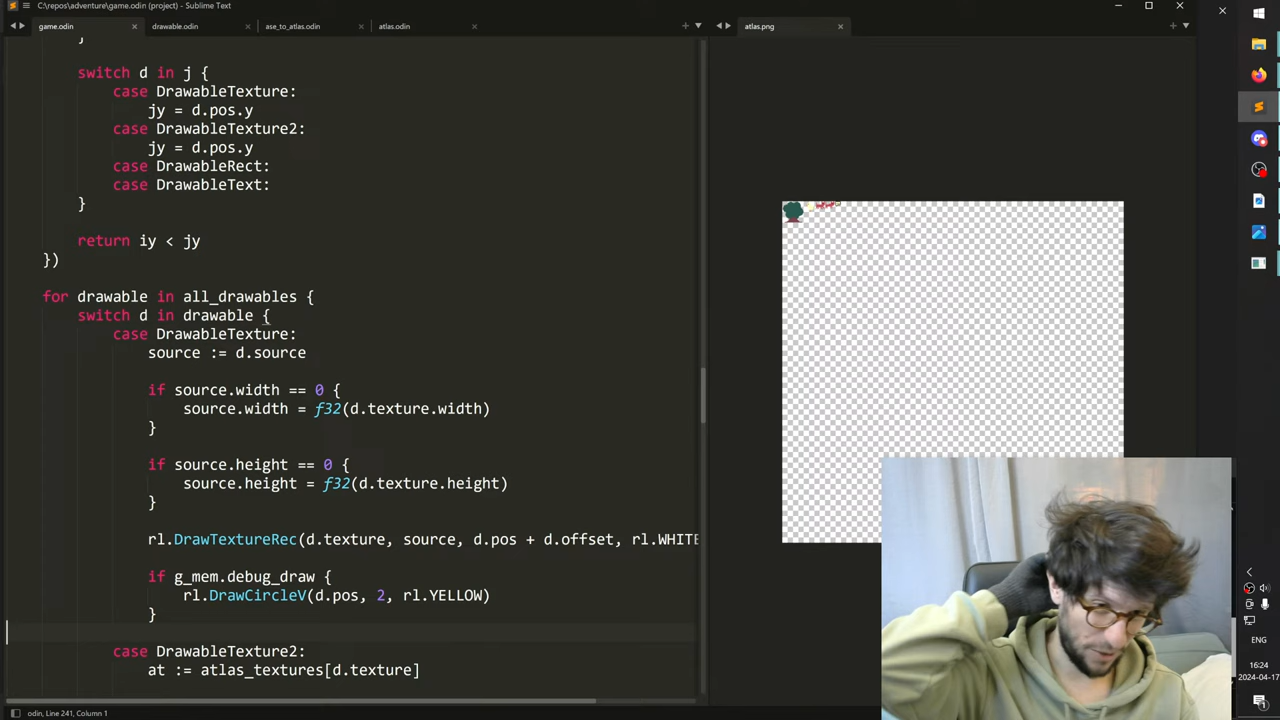 C:\repos\adventure\game.odin (project) - Sublime Text
game.odin
drawable.odin
ase_to_atlas.odin
atlas.odin
atlas.png
}
switch d in j {
case DrawableTexture:
jy = d.pos.y
case DrawableTexture2:
jy = d.pos.y
case DrawableRect:
case DrawableText:
}
return iy < jy
})
for drawable in all_drawables {
switch d in drawable {
case DrawableTexture:
source := d.source
if source.width == 0 {
source.width = f32(d.texture.width)
}
if source.height == 0 {
source.height = f32(d.texture.height)
}
rl.DrawTextureRec(d.texture, source, d.pos + d.offset, rl.WHITE
if g_mem.debug_draw {
rl.DrawCircleV(d.pos, 2, rl.YELLOW)
}
case DrawableTexture2:
at := atlas_textures[d.texture]
odin, Line 241, Column 1
ENG
16:24
2024-04-17